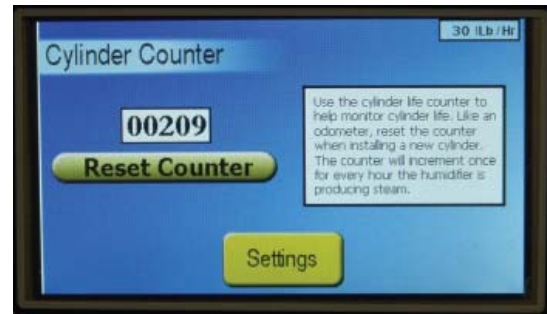 30 lLb/Hr
Cylinder Counter
00209
Reset Counter
Use the cylinder life counter to
help monitor cylinder life. Like an
odometer, reset the counter
when installing a new cylinder.
The counter will increment once
for every hour the humidifier is
producing steam.
Settings